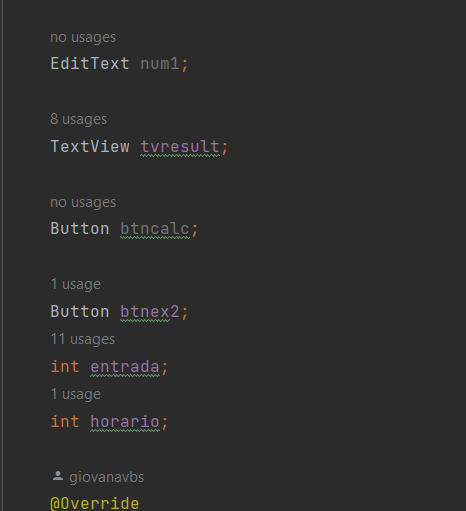 no usages
EditText num1;
8 usages
TextView tvresult;
no usages
Button btncalc;
1 usage
Button btnex2;
11 usages
int entrada;
1 usage
int horario;
giovanavbs
@Override